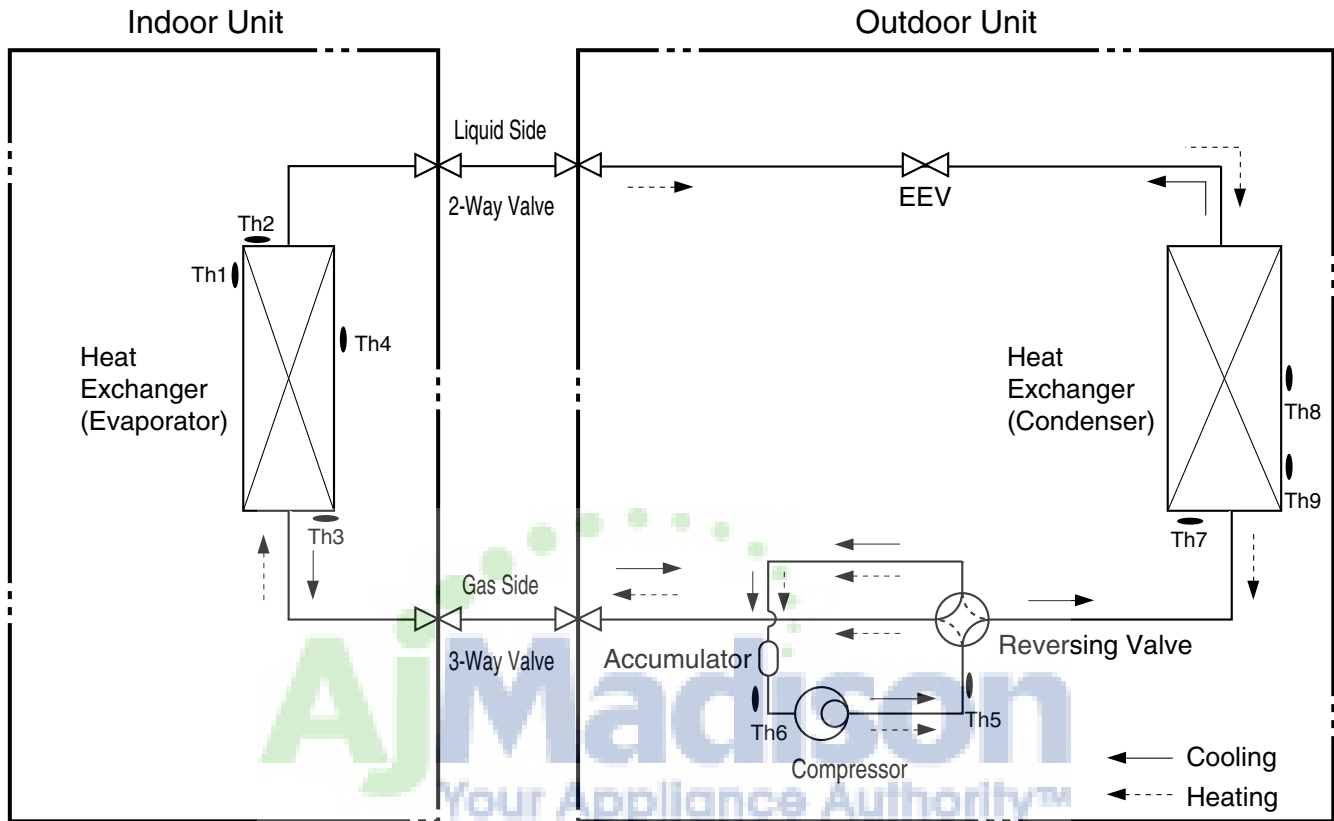 Indoor Unit
Outdoor Unit
Liquid Side
2-Way Valve
EEV
Th2
Th1
Th4
Heat
Exchanger
(Evaporator)
Th3
Heat
Exchanger
(Condenser)
Th8
Th9
Th7
Gas Side
3-Way Valve
Accumulator
Reversing Valve
Th6
Th5
Compressor
Cooling
Heating
AjMadison
Your Appliance Authority™